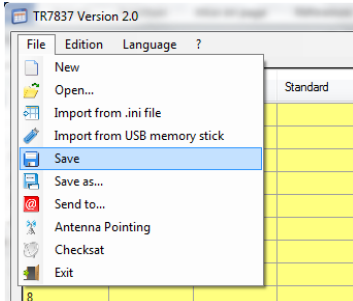 TR7837 Version 2.0
File Edition Language ?
New
Open...
Standard
Import from .ini file
Import from USB memory stick
Save
Save as...
Send to...
Antenna Pointing
Checksat
Exit
8